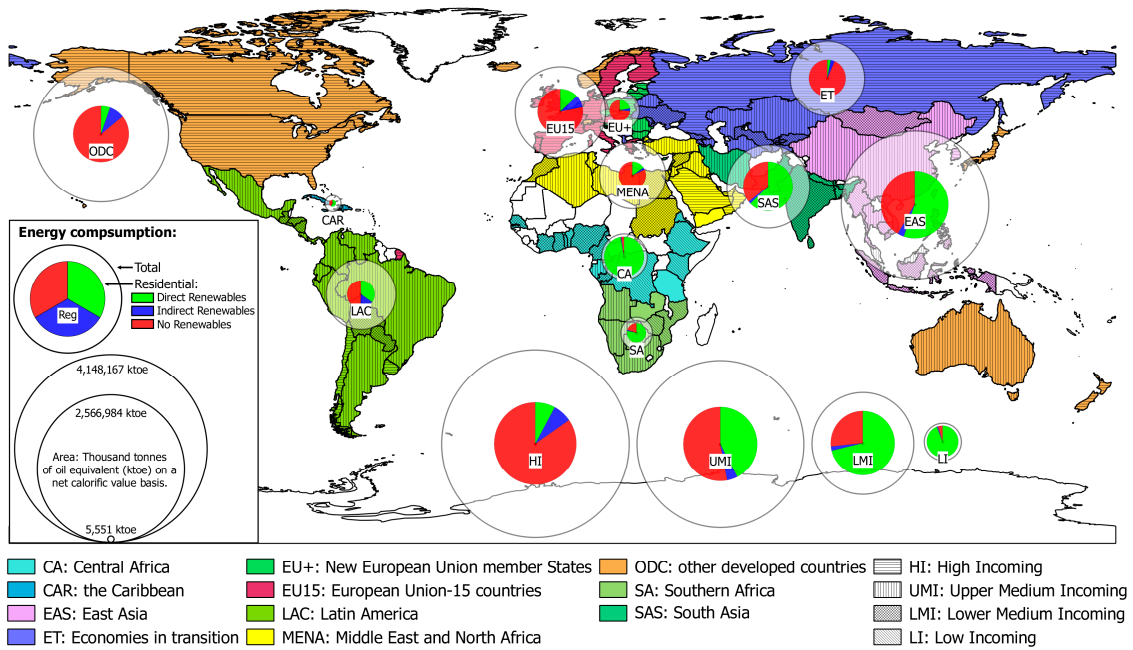 ODC
EU15
EU+
ET
MENA
SAS
EAS
CAR
CA
LAC
SA
HI
UMI
LMI
LI
Energy compsumption:
Total
Residential:
Direct Renewables
Indirect Renewables
No Renewables
Reg
4,148,167 ktoe
2,566,984 ktoe
Area: Thousand tonnes
of oil equivalent (ktoe) on a
net calorific value basis.
5,551 ktoe
CA: Central Africa
CAR: the Caribbean
EAS: East Asia
ET: Economies in transition
EU+: New European Union member States
EU15: European Union-15 countries
LAC: Latin America
MENA: Middle East and North Africa
ODC: other developed countries
SA: Southern Africa
SAS: South Asia
HI: High Incoming
UMI: Upper Medium Incoming
LMI: Lower Medium Incoming
LI: Low Incoming